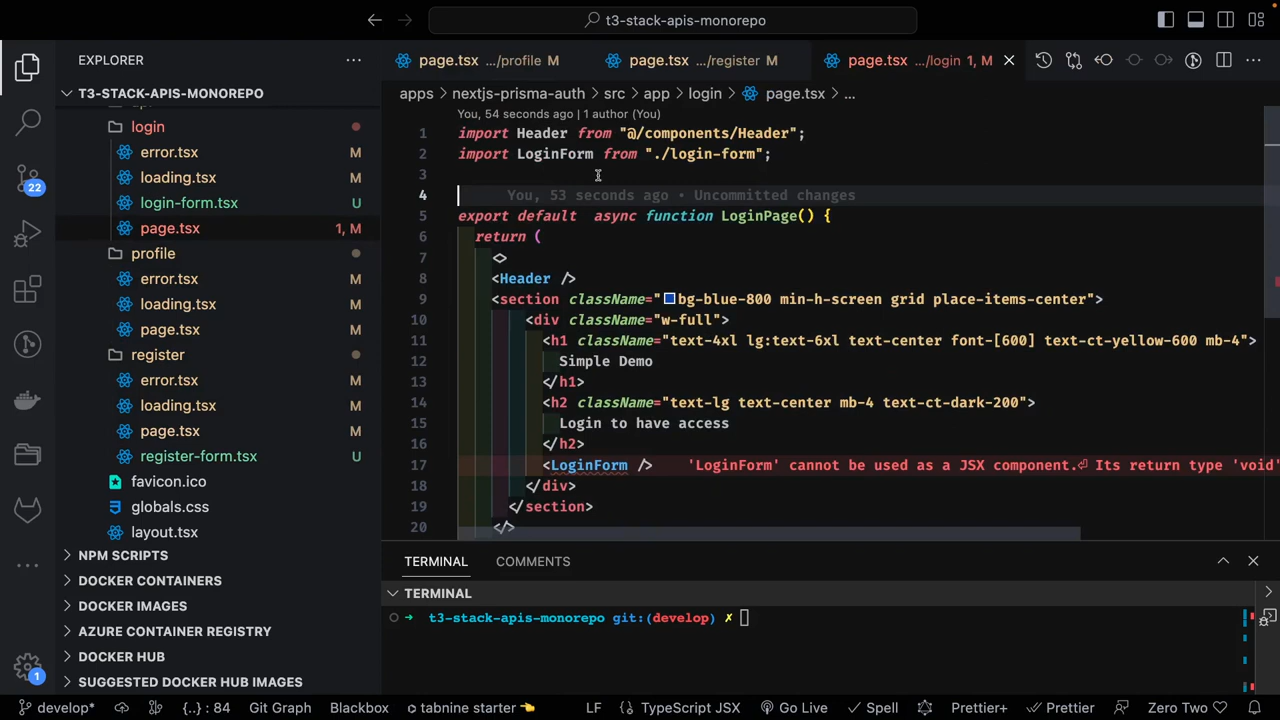 t3-stack-apis-monorepo
EXPLORER
T3-STACK-APIS-MONOREPO
login
error.tsx M
loading.tsx M
login-form.tsx U
page.tsx 1, M
profile
error.tsx M
loading.tsx M
page.tsx M
register
error.tsx M
loading.tsx M
page.tsx M
register-form.tsx U
favicon.ico
globals.css
layout.tsx
NPM SCRIPTS
DOCKER CONTAINERS
DOCKER IMAGES
AZURE CONTAINER REGISTRY
DOCKER HUB
SUGGESTED DOCKER HUB IMAGES
22
1
page.tsx .../profile M
page.tsx .../register M
page.tsx .../login 1, M
apps > nextjs-prisma-auth > src > app > login > page.tsx > ...
You, 54 seconds ago | 1 author (You)
1 import Header from "@/components/Header";
2 import LoginForm from "./login-form";
3
4 You, 53 seconds ago • Uncommitted changes
5 export default async function LoginPage() {
6 return (
7 <>
8 <Header />
9 <section className="bg-blue-800 min-h-screen grid place-items-center">
10 <div className="w-full">
11 <h1 className="text-4xl lg:text-6xl text-center font-[600] text-ct-yellow-600 mb-4">
12 Simple Demo
13 </h1>
14 <h2 className="text-lg text-center mb-4 text-ct-dark-200">
15 Login to have access
16 </h2>
17 <LoginForm /> 'LoginForm' cannot be used as a JSX component.⏎ Its return type 'void'
18 </div>
19 </section>
20 </>
TERMINAL COMMENTS
TERMINAL
t3-stack-apis-monorepo git:(develop) ✗
develop* {..} : 84 Git Graph Blackbox tabnine starter 👈 LF TypeScript JSX Go Live Spell Prettier+ Prettier Zero Two